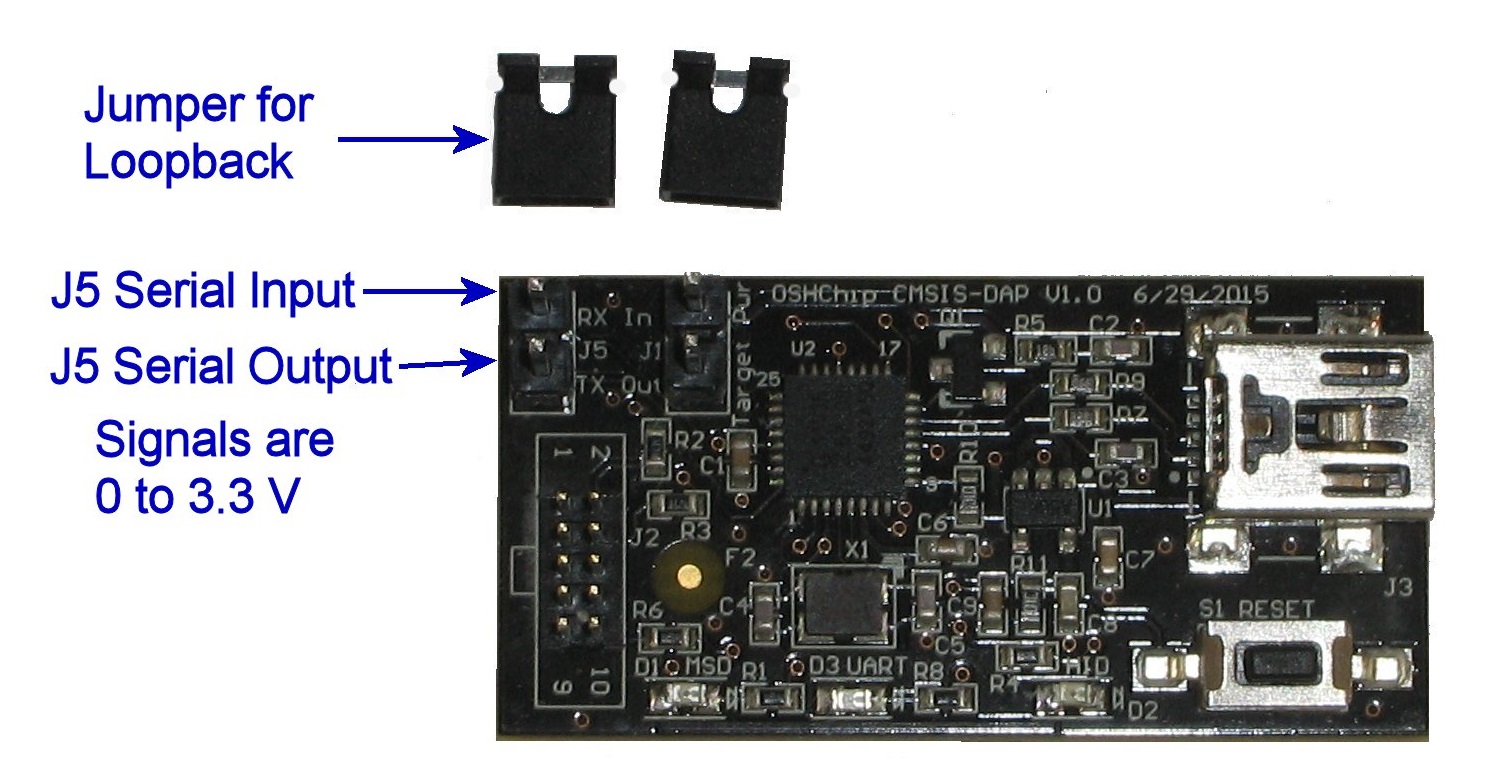 Jumper for
Loopback
J5 Serial Input
J5 Serial Output
Signals are
0 to 3.3 V
OSHChip CMSIS-DAP V1.0 6/29/2015
RX In
J5
TX Out
J1
Target Pwr
U2
17
25
Q1
R5
C2
R9
R7
R10
C3
U1
9
1
R2
C1
R3
1
2
J2
F2
X1
C6
C7
R11
J3
S1 RESET
R6
C4
C9
C5
C8
D1 MSD
R1
D3 UART
R8
R4
MID
D2
9
10